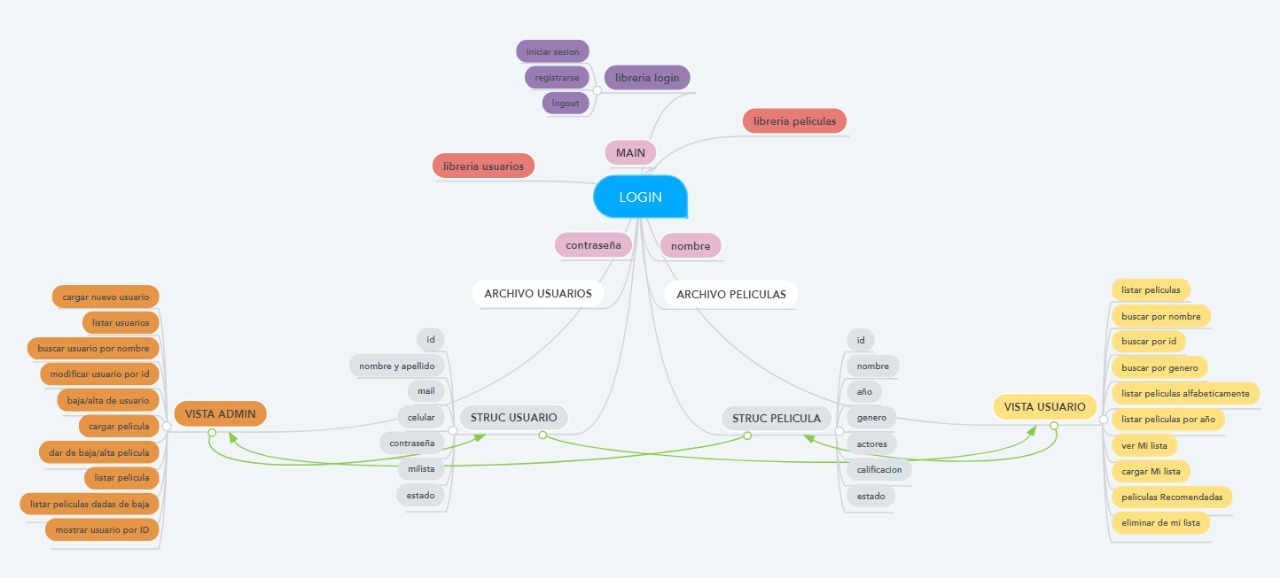 iniciar sesion
registrarse
logout
libreria login
libreria peliculas
MAIN
libreria usuarios
LOGIN
contraseña
nombre
ARCHIVO USUARIOS
ARCHIVO PELICULAS
cargar nuevo usuario
listar usuarios
buscar usuario por nombre
modificar usuario por id
baja/alta de usuario
cargar pelicula
dar de baja/alta pelicula
listar pelicula
listar peliculas dadas de baja
mostrar usuario por ID
VISTA ADMIN
id
nombre y apellido
mail
celular
contraseña
milista
estado
STRUC USUARIO
STRUC PELICULA
id
nombre
año
genero
actores
calificacion
estado
VISTA USUARIO
listar peliculas
buscar por nombre
buscar por id
buscar por genero
listar peliculas alfabeticamente
listar peliculas por año
ver Mi lista
cargar Mi lista
peliculas Recomendadas
eliminar de mi lista